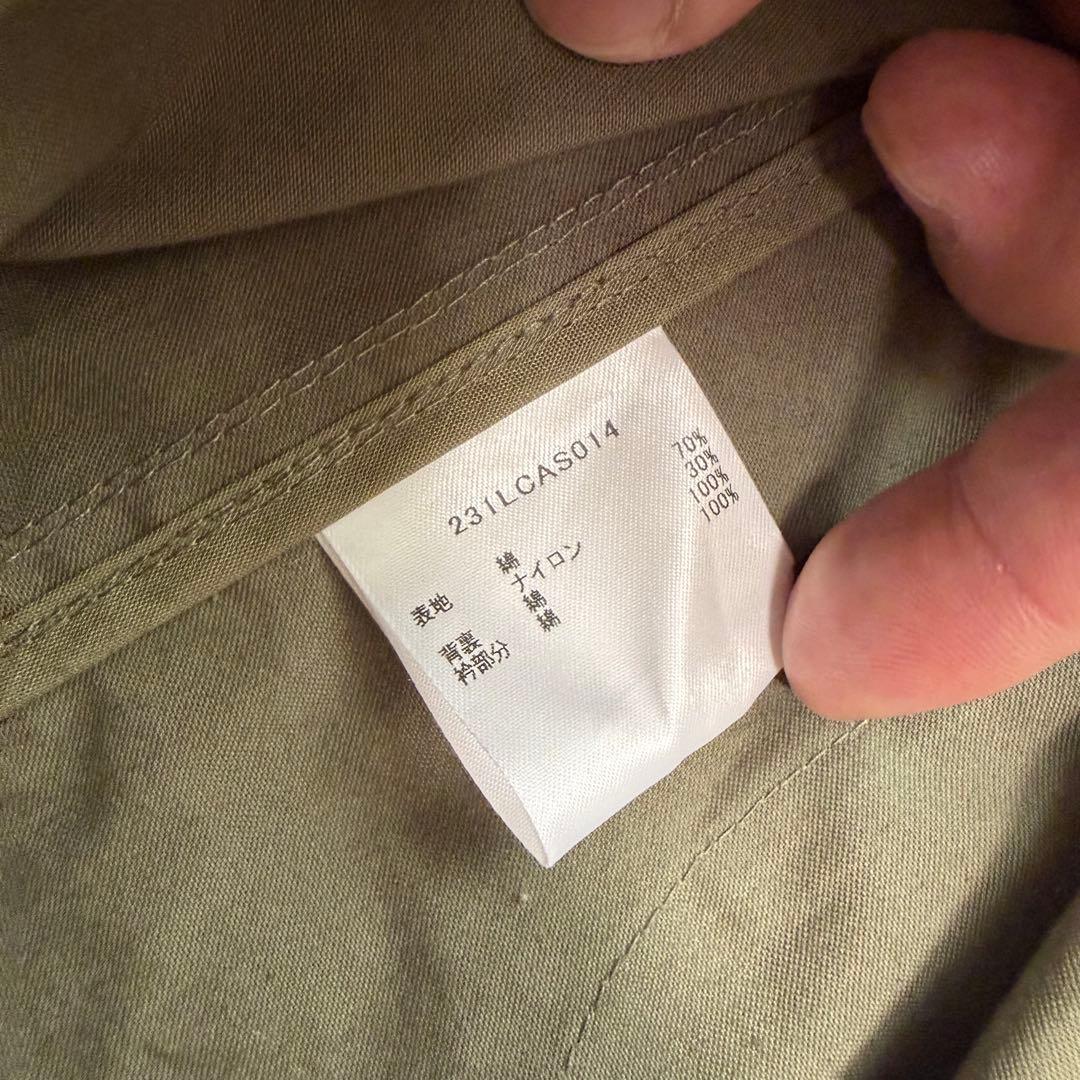 231LCAS014
表地 綿 70%
ナイロン 30%
背裏 綿 100%
衿部分 綿 100%